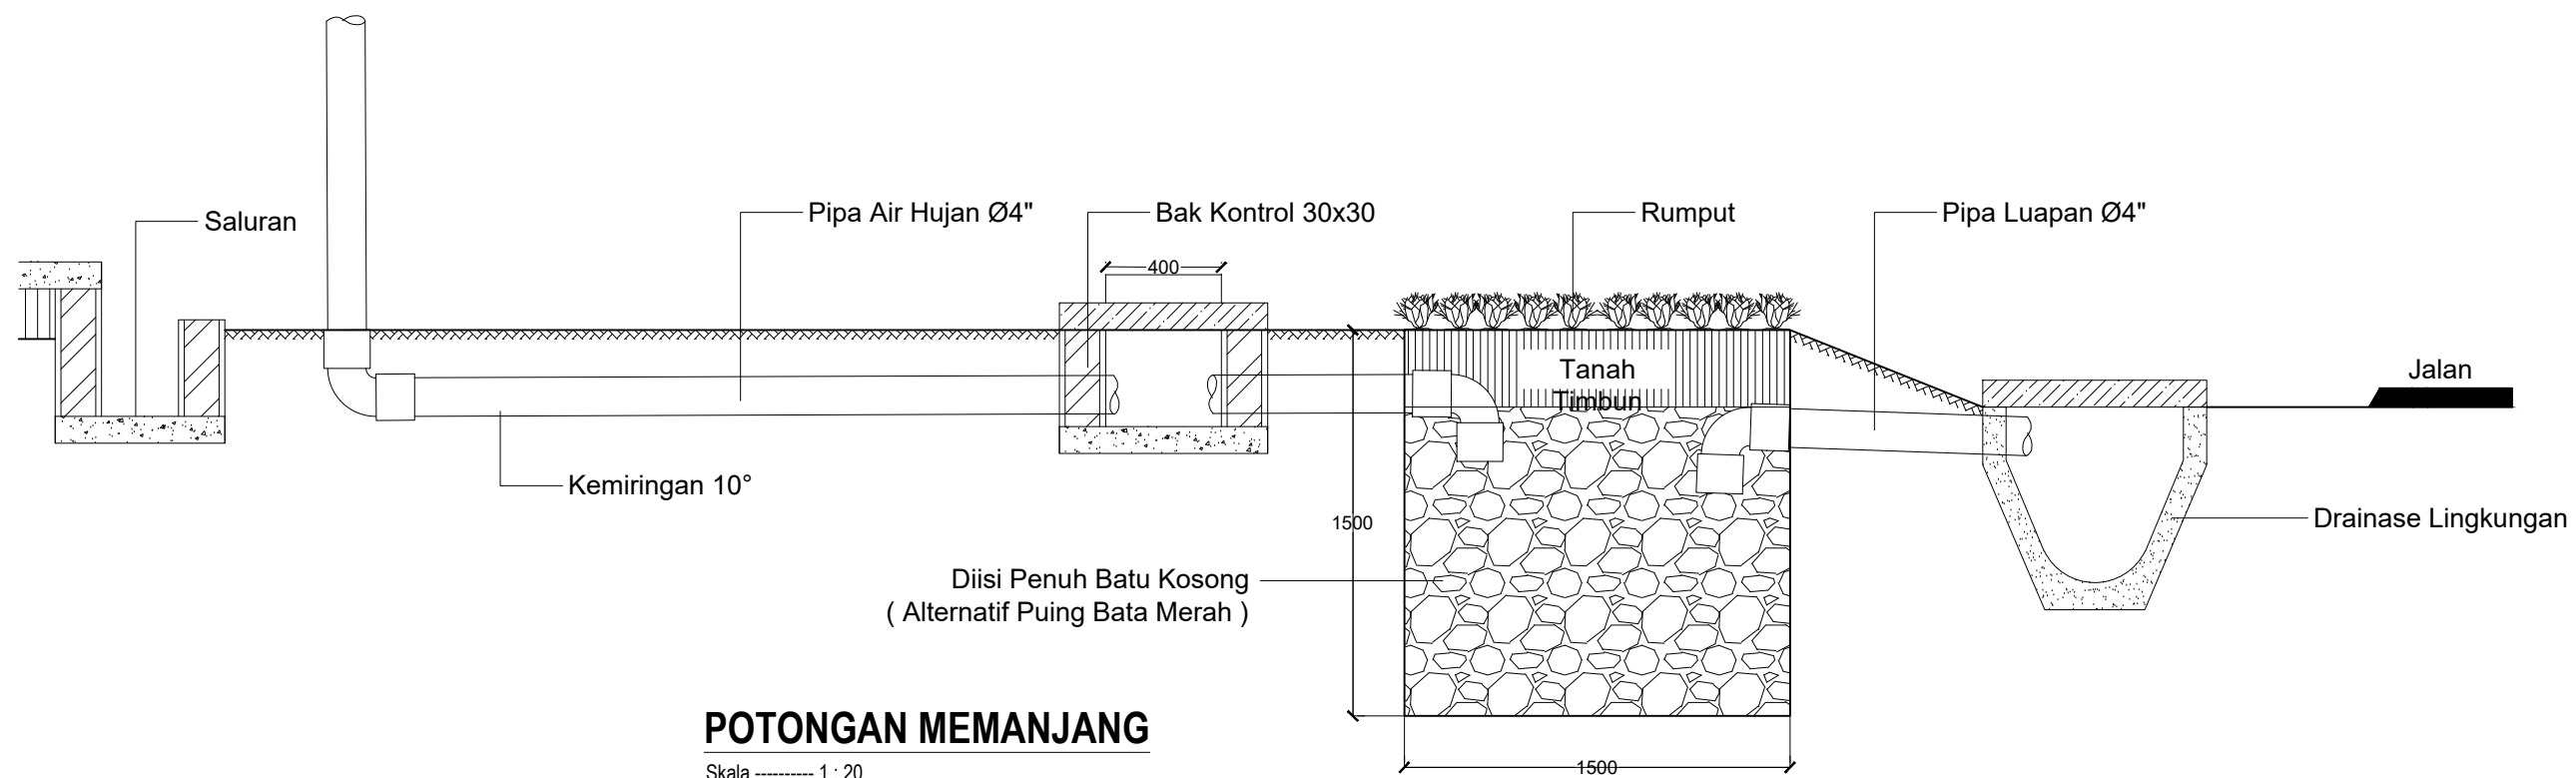 Saluran
Pipa Air Hujan Ø4"
Bak Kontrol 30x30
Rumput
Pipa Luapan Ø4"
400
Tanah
Timbun
Jalan
Kemiringan 10°
1500
Drainase Lingkungan
Diisi Penuh Batu Kosong
( Alternatif Puing Bata Merah )
POTONGAN MEMANJANG
Skala ---------- 1 : 20
1500